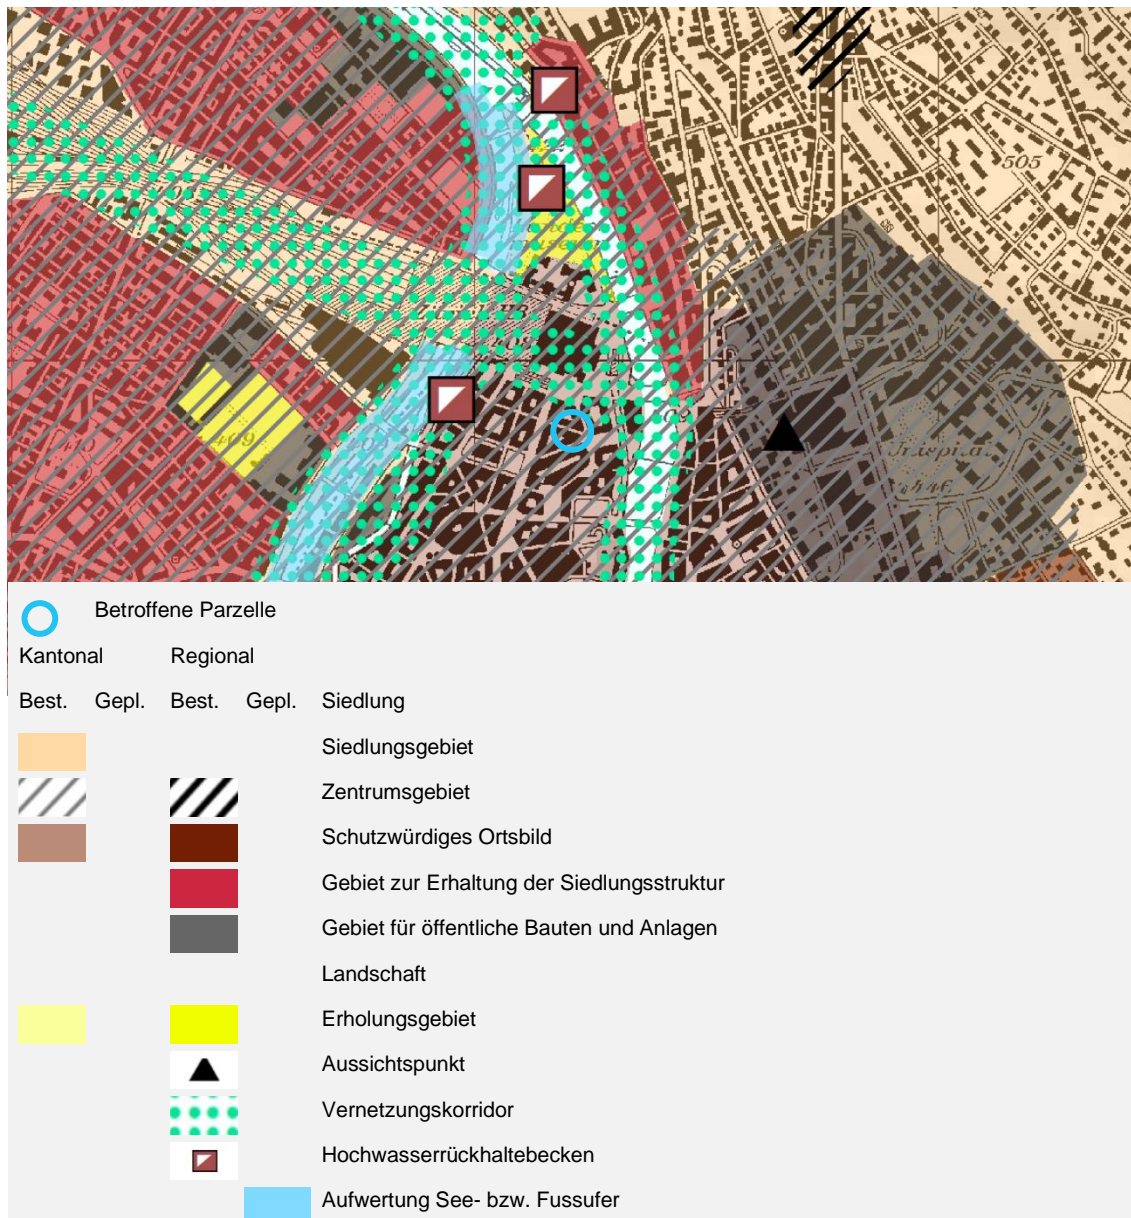 505
409
Betroffene Parzelle
Kantonal Regional
Best. Gepl. Best. Gepl. Siedlung
Siedlungsgebiet
Zentrumsgebiet
Schutzwürdiges Ortsbild
Gebiet zur Erhaltung der Siedlungsstruktur
Gebiet für öffentliche Bauten und Anlagen
Landschaft
Erholungsgebiet
Aussichtspunkt
Vernetzungskorridor
Hochwasserrückhaltebecken
Aufwertung See- bzw. Fussufer